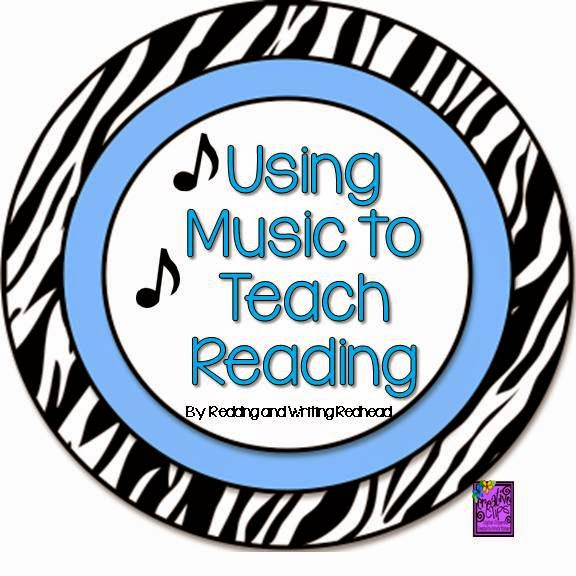 Using
Music to
Teach
Reading
By Reading and Writing Redhead